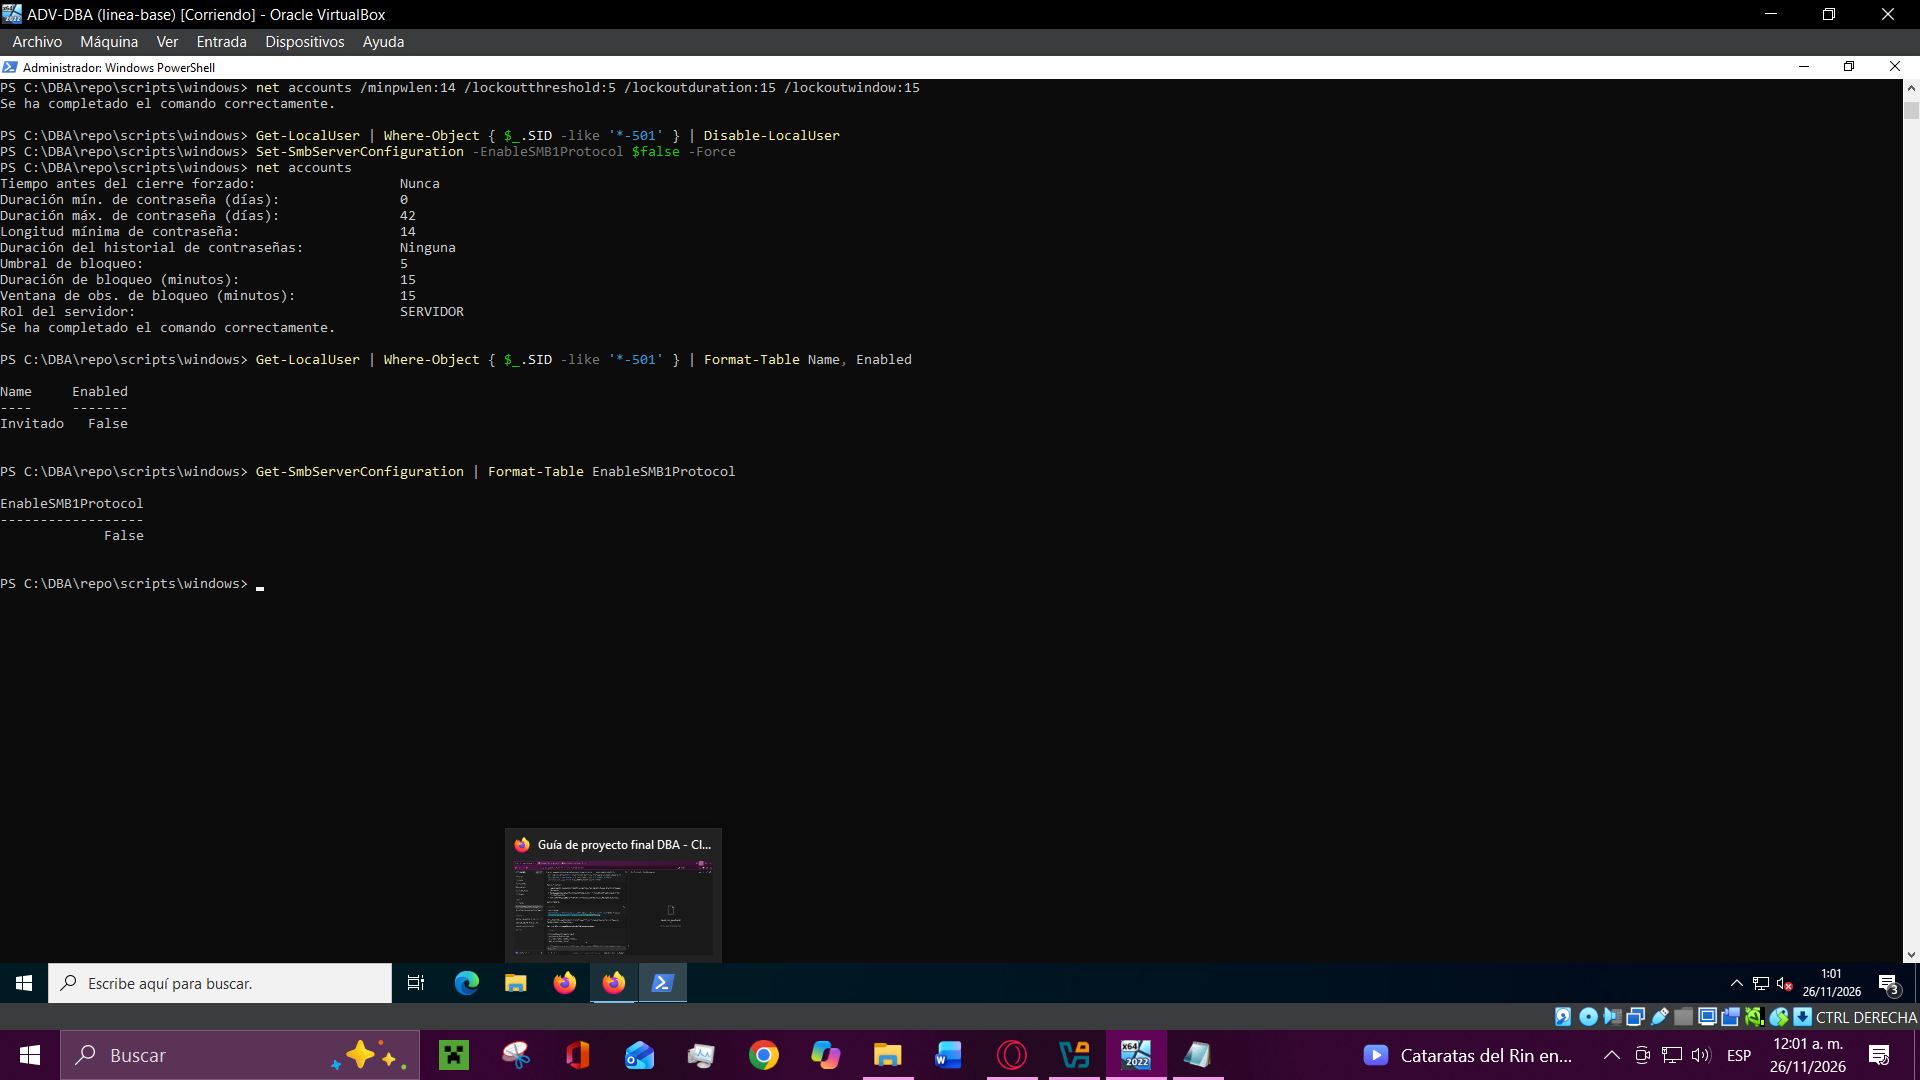 ADV-DBA (linea-base) [Corriendo] - Oracle VirtualBox
Archivo Máquina Ver Entrada Dispositivos Ayuda
Administrador: Windows PowerShell
PS C:\DBA\repo\scripts\windows> net accounts /minpwlen:14 /lockoutthreshold:5 /lockoutduration:15 /lockoutwindow:15
Se ha completado el comando correctamente.
PS C:\DBA\repo\scripts\windows> Get-LocalUser | Where-Object { $_.SID -like '*-501' } | Disable-LocalUser
PS C:\DBA\repo\scripts\windows> Set-SmbServerConfiguration -EnableSMB1Protocol $false -Force
PS C:\DBA\repo\scripts\windows> net accounts
Tiempo antes del cierre forzado: Nunca
Duración mín. de contraseña (días): 0
Duración máx. de contraseña (días): 42
Longitud mínima de contraseña: 14
Duración del historial de contraseñas: Ninguna
Umbral de bloqueo: 5
Duración de bloqueo (minutos): 15
Ventana de obs. de bloqueo (minutos): 15
Rol del servidor: SERVIDOR
Se ha completado el comando correctamente.
PS C:\DBA\repo\scripts\windows> Get-LocalUser | Where-Object { $_.SID -like '*-501' } | Format-Table Name, Enabled
Name Enabled
---- -------
Invitado False
PS C:\DBA\repo\scripts\windows> Get-SmbServerConfiguration | Format-Table EnableSMB1Protocol
EnableSMB1Protocol
------------------
False
PS C:\DBA\repo\scripts\windows>
Guía de proyecto final DBA - Cl...
Escribe aquí para buscar.
1:01
26/11/2026
3
CTRL DERECHA
Buscar
x64
2022
Cataratas del Rin en...
ESP
12:01 a. m.
26/11/2026